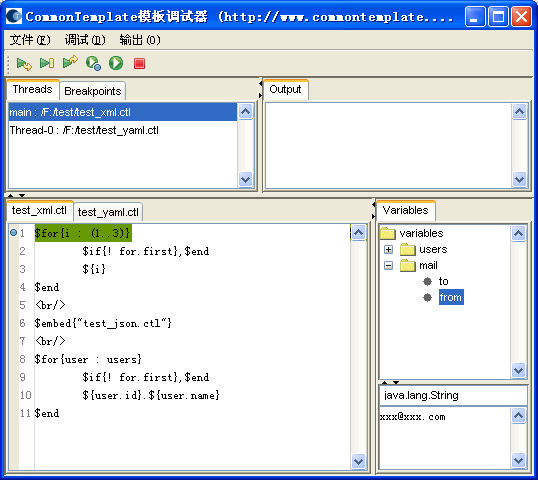 CommonTemplate模板调试器 (http://www.commontemplate....
文件(F) 调试(D) 输出(O)
Threads Breakpoints
main : /F:/test/test_xml.ctl
Thread-0 : /F:/test/test_yaml.ctl
Output
test_xml.ctl test_yaml.ctl
1 $for{i : (1..3)}
2 $if{! for.first},$end
3 ${i}
4 $end
5 <br/>
6 $embed{"test_json.ctl"}
7 <br/>
8 $for{user : users}
9 $if{! for.first},$end
10 ${user.id}.${user.name}
11 $end
Variables
variables
users
mail
to
from
java.lang.String
xxx@xxx.com